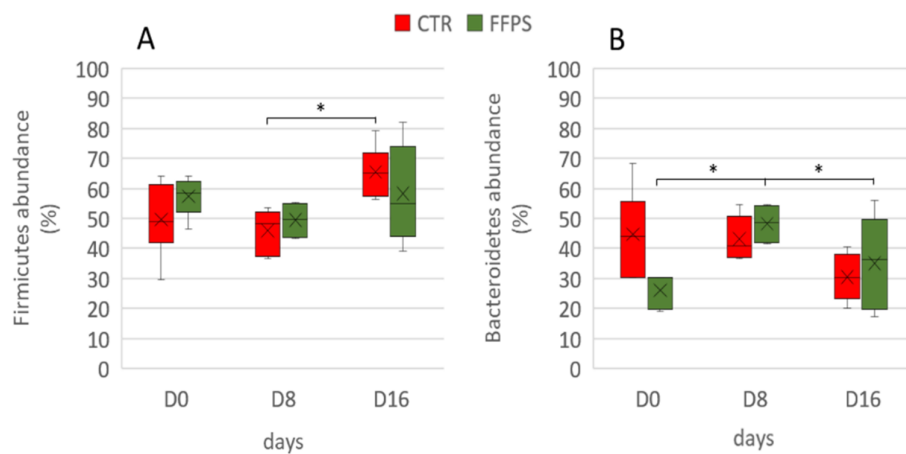 A
CTR FFPS
B
Firmicutes abundance
(%)
100
90
80
70
60
50
40
30
20
10
0
*
D0 D8 D16
days
Bacteroidetes abundance
(%)
100
90
80
70
60
50
40
30
20
10
0
* *
D0 D8 D16
days